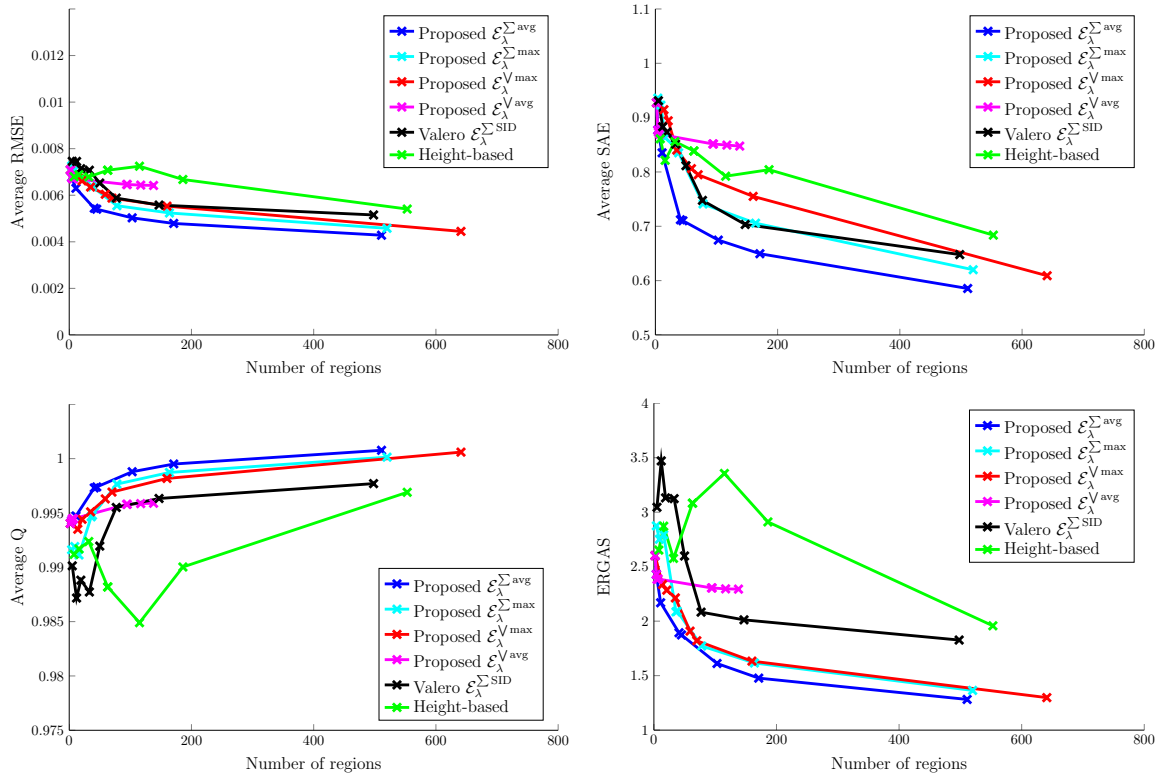 0.012
0.01
0.008
0.006
0.004
0.002
0
Average RMSE
0 200 400 600 800
Number of regions
Proposed ℰ_λ^{∑avg}
Proposed ℰ_λ^{∑max}
Proposed ℰ_λ^{⋁max}
Proposed ℰ_λ^{⋁avg}
Valero ℰ_λ^{∑SID}
Height-based
1.1
1
0.9
0.8
0.7
0.6
0.5
Average SAE
0 200 400 600 800
Number of regions
Proposed ℰ_λ^{∑avg}
Proposed ℰ_λ^{∑max}
Proposed ℰ_λ^{⋁max}
Proposed ℰ_λ^{⋁avg}
Valero ℰ_λ^{∑SID}
Height-based
1
0.995
0.99
0.985
0.98
0.975
Average Q
0 200 400 600 800
Number of regions
Proposed ℰ_λ^{∑avg}
Proposed ℰ_λ^{∑max}
Proposed ℰ_λ^{⋁max}
Proposed ℰ_λ^{⋁avg}
Valero ℰ_λ^{∑SID}
Height-based
4
3.5
3
2.5
2
1.5
1
ERGAS
0 200 400 600 800
Number of regions
Proposed ℰ_λ^{∑avg}
Proposed ℰ_λ^{∑max}
Proposed ℰ_λ^{⋁max}
Proposed ℰ_λ^{⋁avg}
Valero ℰ_λ^{∑SID}
Height-based